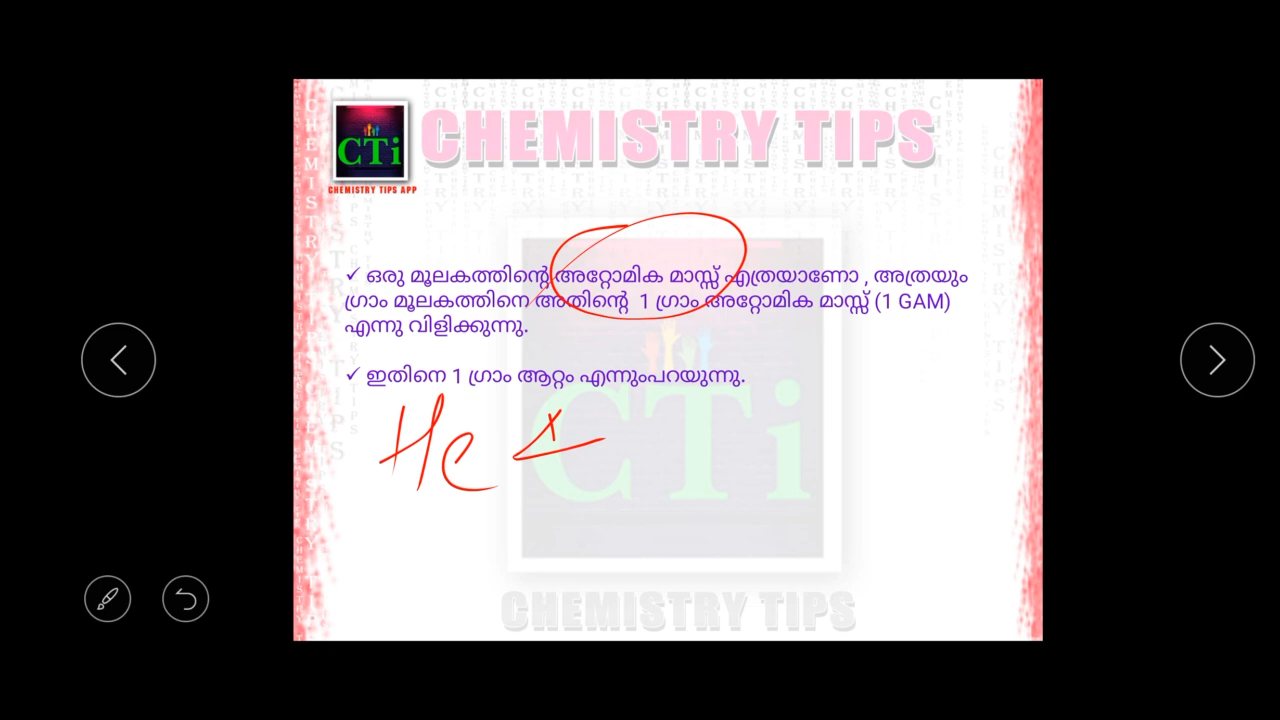 CTi
CHEMISTRY TIPS
CHEMISTRY TIPS APP
✓ ഒരു മൂലകത്തിന്റെ അറ്റോമിക മാസ്സ് എത്രയാണോ , അത്രയും
ഗ്രാം മൂലകത്തിനെ അതിന്റെ 1 ഗ്രാം അറ്റോമിക മാസ്സ് (1 GAM)
എന്നു വിളിക്കുന്നു.
✓ ഇതിനെ 1 ഗ്രാം ആറ്റം എന്നുംപറയുന്നു.
He
CTi
CHEMISTRY TIPS